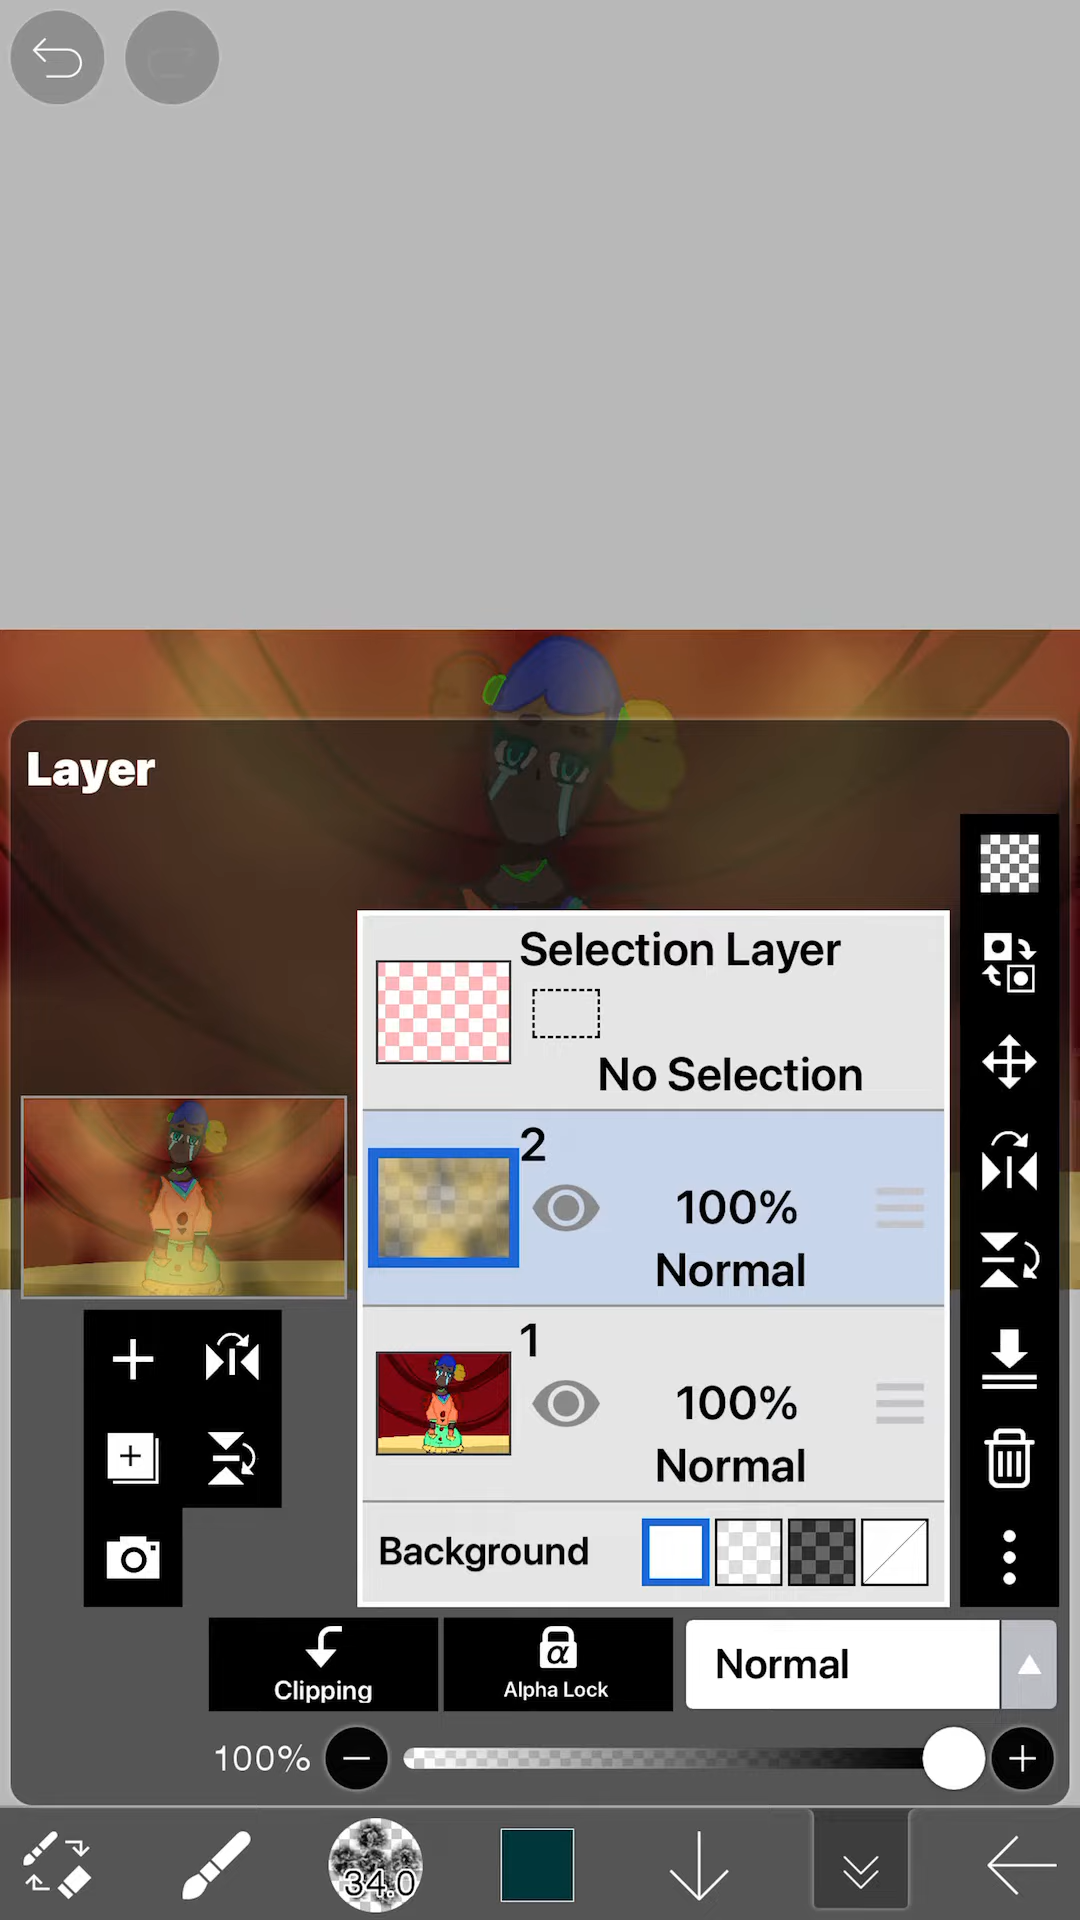 Layer
Selection Layer
No Selection
2
100%
Normal
1
100%
Normal
Background
Clipping
α
Alpha Lock
Normal
100%
34.0